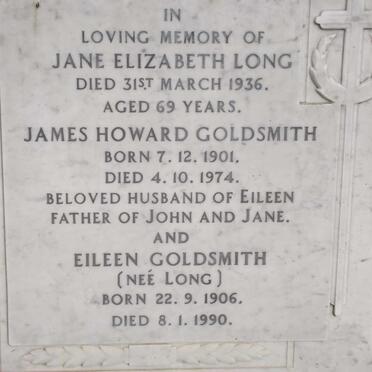 IN
LOVING MEMORY OF
JANE ELIZABETH LONG
DIED 31ST MARCH 1936.
AGED 69 YEARS.
JAMES HOWARD GOLDSMITH
BORN 7. 12. 1901.
DIED 4. 10. 1974.
BELOVED HUSBAND OF EILEEN
FATHER OF JOHN AND JANE.
AND
EILEEN GOLDSMITH
(NEÉ LONG)
BORN 22. 9. 1906.
DIED 8. 1. 1990.